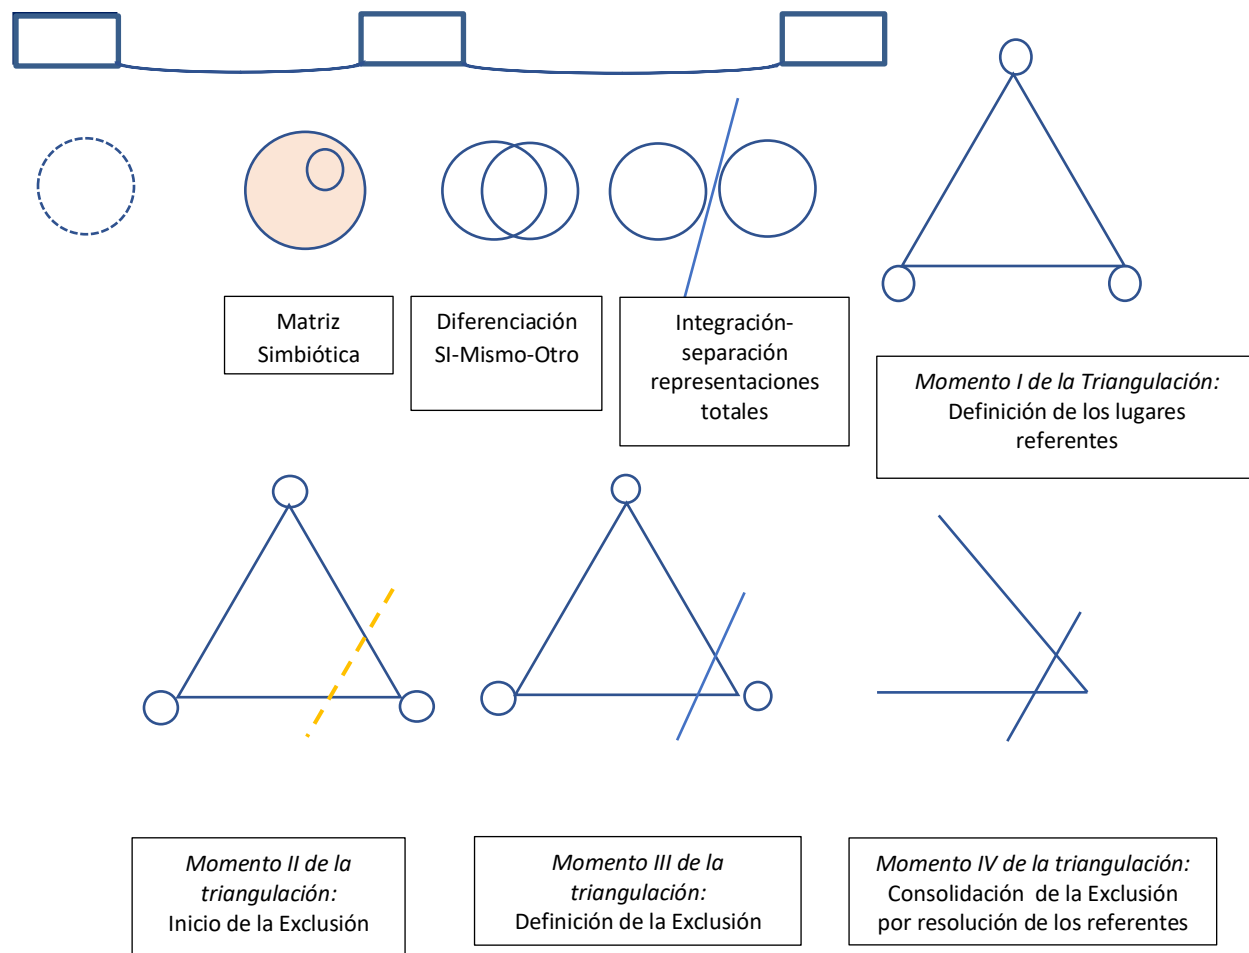 Matriz
Simbiótica
Diferenciación
SI-Mismo-Otro
Integración-
separación
representaciones
totales
Momento I de la Triangulación:
Definición de los lugares
referentes
Momento II de la
triangulación:
Inicio de la Exclusión
Momento III de la
triangulación:
Definición de la Exclusión
Momento IV de la triangulación:
Consolidación de la Exclusión
por resolución de los referentes